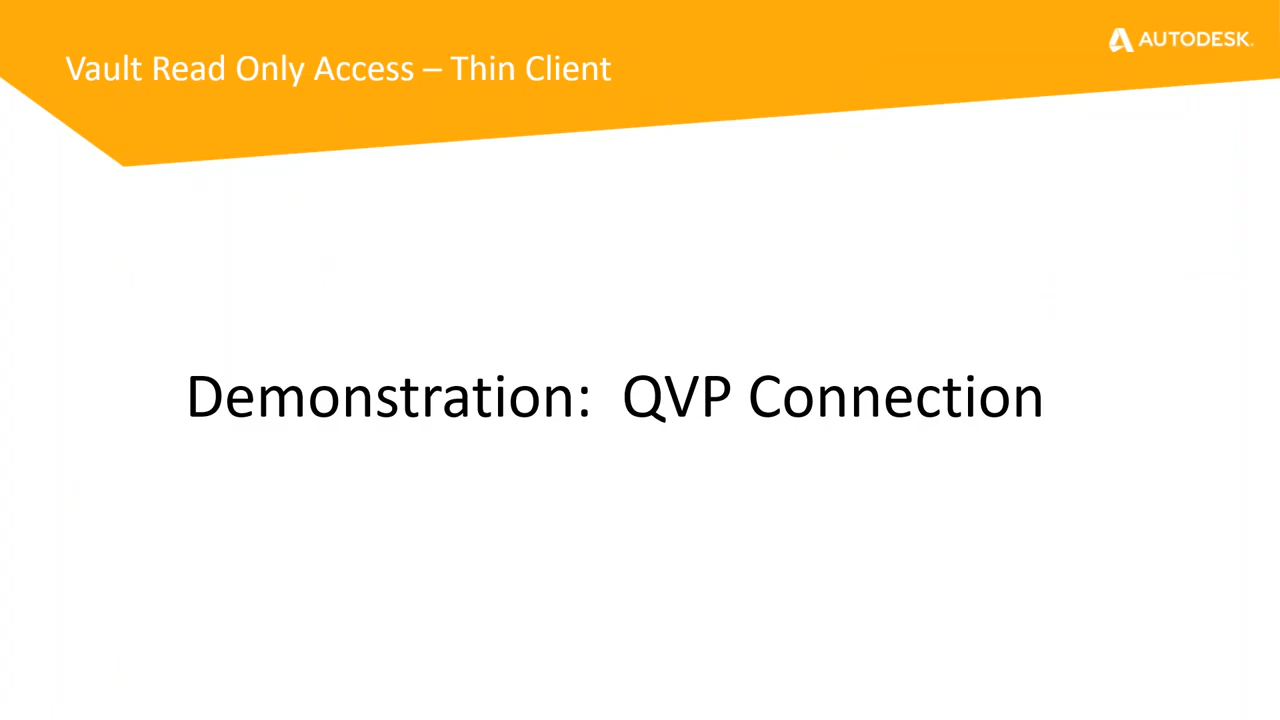 AUTODESK.
Vault Read Only Access – Thin Client
Demonstration: QVP Connection